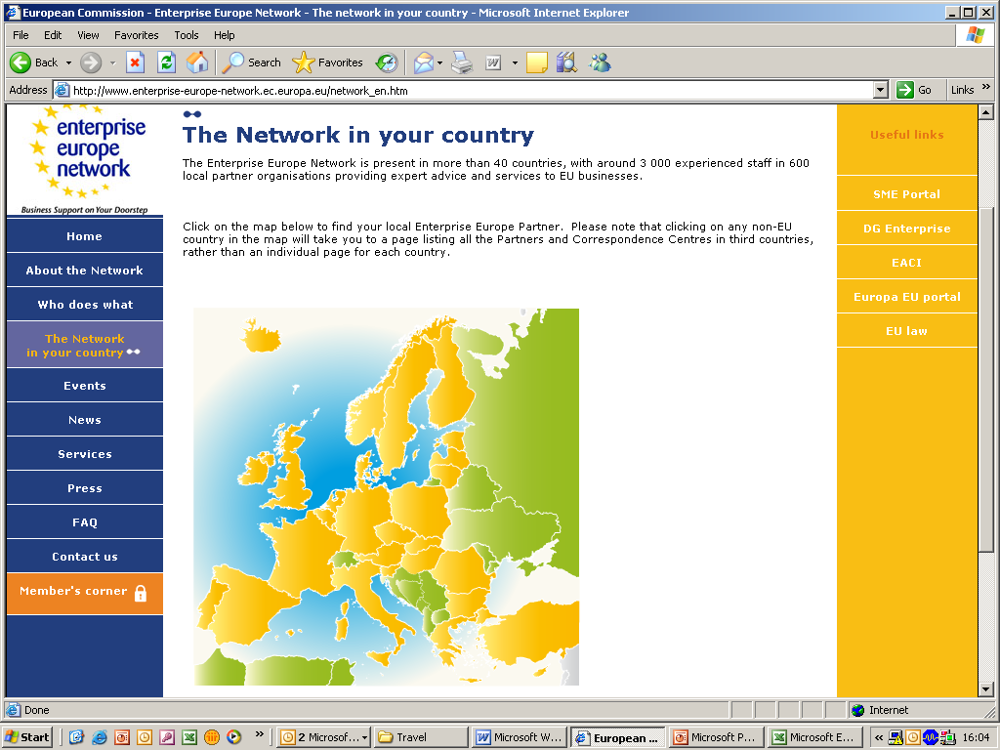 European Commission - Enterprise Europe Network - The network in your country - Microsoft Internet Explorer
File Edit View Favorites Tools Help
Back Search Favorites
Address http://www.enterprise-europe-network.ec.europa.eu/network_en.htm Go Links »
enterprise
europe
network
Business Support on Your Doorstep
Home
About the Network
Who does what
The Network
in your country
Events
News
Services
Press
FAQ
Contact us
Member's corner
The Network in your country
The Enterprise Europe Network is present in more than 40 countries, with around 3 000 experienced staff in 600
local partner organisations providing expert advice and services to EU businesses.
Click on the map below to find your local Enterprise Europe Partner. Please note that clicking on any non-EU
country in the map will take you to a page listing all the Partners and Correspondence Centres in third countries,
rather than an individual page for each country.
Useful links
SME Portal
DG Enterprise
EACI
Europa EU portal
EU law
Done Internet
Start » 2 Microsof... Travel Microsoft W... European ... Microsoft P... Microsoft E... « 16:04